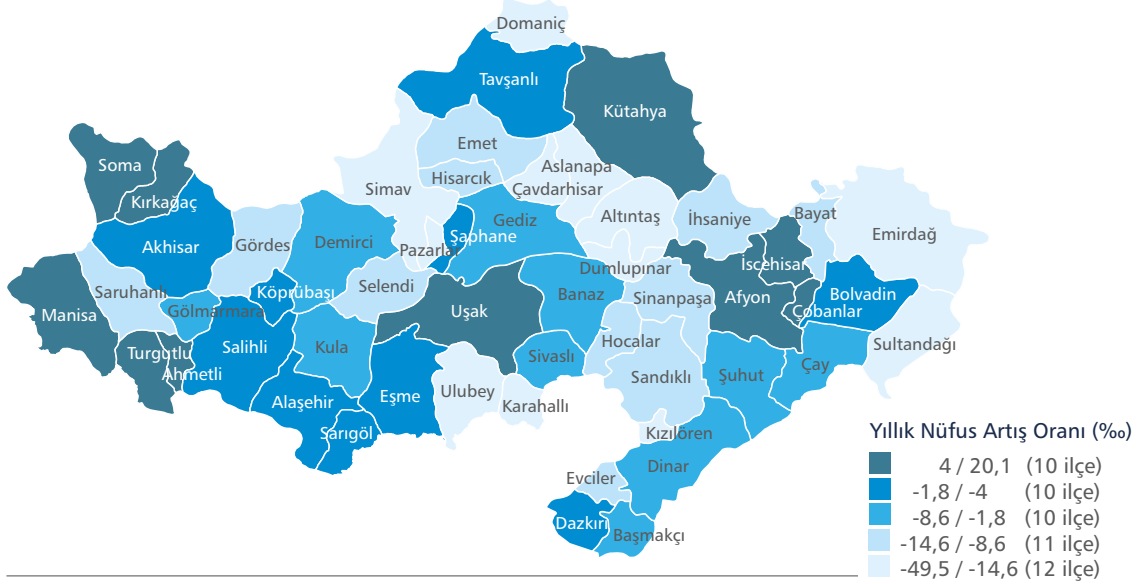 Domaniç
Tavşanlı
Kütahya
Emet
Soma
Aslanapa
Hisarcık
Simav
Çavdarhisar
Kırkağaç
Altıntaş
İhsaniye
Bayat
Gediz
Emirdağ
Akhisar
Gördes
Demirci
Şaphane
Pazarlar
İscehisar
Dumlupınar
Saruhanlı
Köprübaşı
Selendi
Banaz
Sinanpaşa
Afyon
Bolvadin
Manisa
Gölmarmara
Uşak
Çobanlar
Turgutlu
Salihli
Kula
Hocalar
Sultandağı
Ahmetli
Sivaslı
Şuhut
Çay
Sandıklı
Alaşehir
Eşme
Ulubey
Karahallı
Sarıgöl
Kızılören
Dinar
Evciler
Dazkırı
Başmakçı
Yıllık Nüfus Artış Oranı (‰)
4 / 20,1 (10 ilçe)
-1,8 / -4 (10 ilçe)
-8,6 / -1,8 (10 ilçe)
-14,6 / -8,6 (11 ilçe)
-49,5 / -14,6 (12 ilçe)